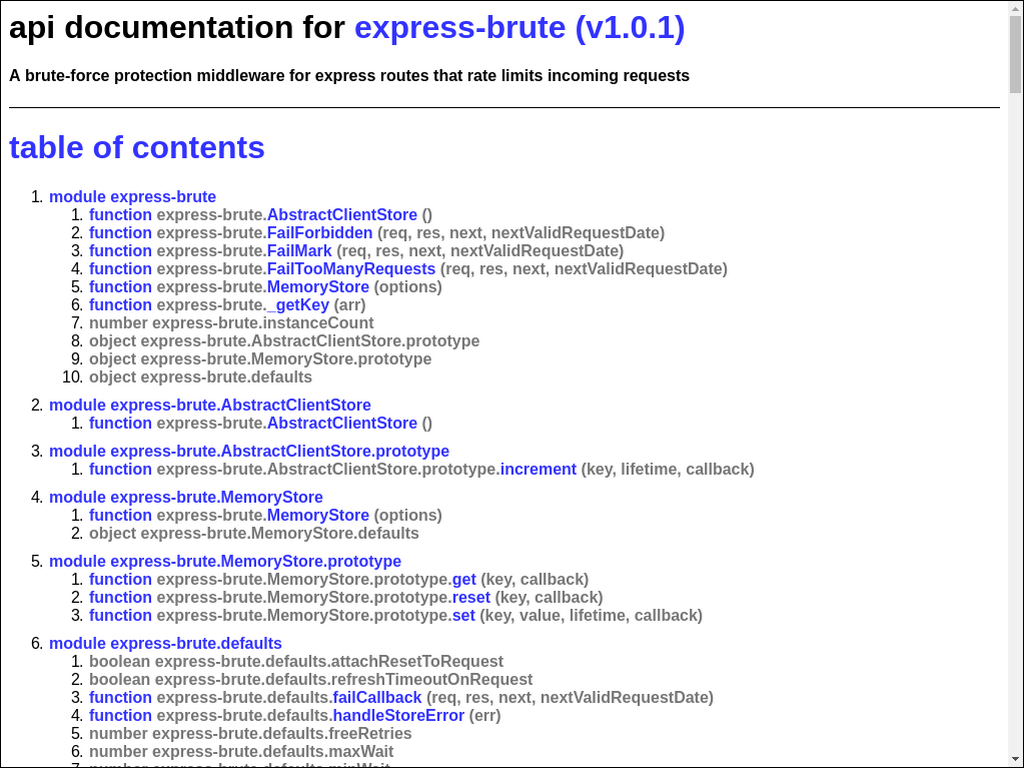 api documentation for express-brute (v1.0.1)
A brute-force protection middleware for express routes that rate limits incoming requests
table of contents
1. module express-brute
1. function express-brute.AbstractClientStore ()
2. function express-brute.FailForbidden (req, res, next, nextValidRequestDate)
3. function express-brute.FailMark (req, res, next, nextValidRequestDate)
4. function express-brute.FailTooManyRequests (req, res, next, nextValidRequestDate)
5. function express-brute.MemoryStore (options)
6. function express-brute._getKey (arr)
7. number express-brute.instanceCount
8. object express-brute.AbstractClientStore.prototype
9. object express-brute.MemoryStore.prototype
10. object express-brute.defaults
2. module express-brute.AbstractClientStore
1. function express-brute.AbstractClientStore ()
3. module express-brute.AbstractClientStore.prototype
1. function express-brute.AbstractClientStore.prototype.increment (key, lifetime, callback)
4. module express-brute.MemoryStore
1. function express-brute.MemoryStore (options)
2. object express-brute.MemoryStore.defaults
5. module express-brute.MemoryStore.prototype
1. function express-brute.MemoryStore.prototype.get (key, callback)
2. function express-brute.MemoryStore.prototype.reset (key, callback)
3. function express-brute.MemoryStore.prototype.set (key, value, lifetime, callback)
6. module express-brute.defaults
1. boolean express-brute.defaults.attachResetToRequest
2. boolean express-brute.defaults.refreshTimeoutOnRequest
3. function express-brute.defaults.failCallback (req, res, next, nextValidRequestDate)
4. function express-brute.defaults.handleStoreError (err)
5. number express-brute.defaults.freeRetries
6. number express-brute.defaults.maxWait
7. number express-brute.defaults.minWait